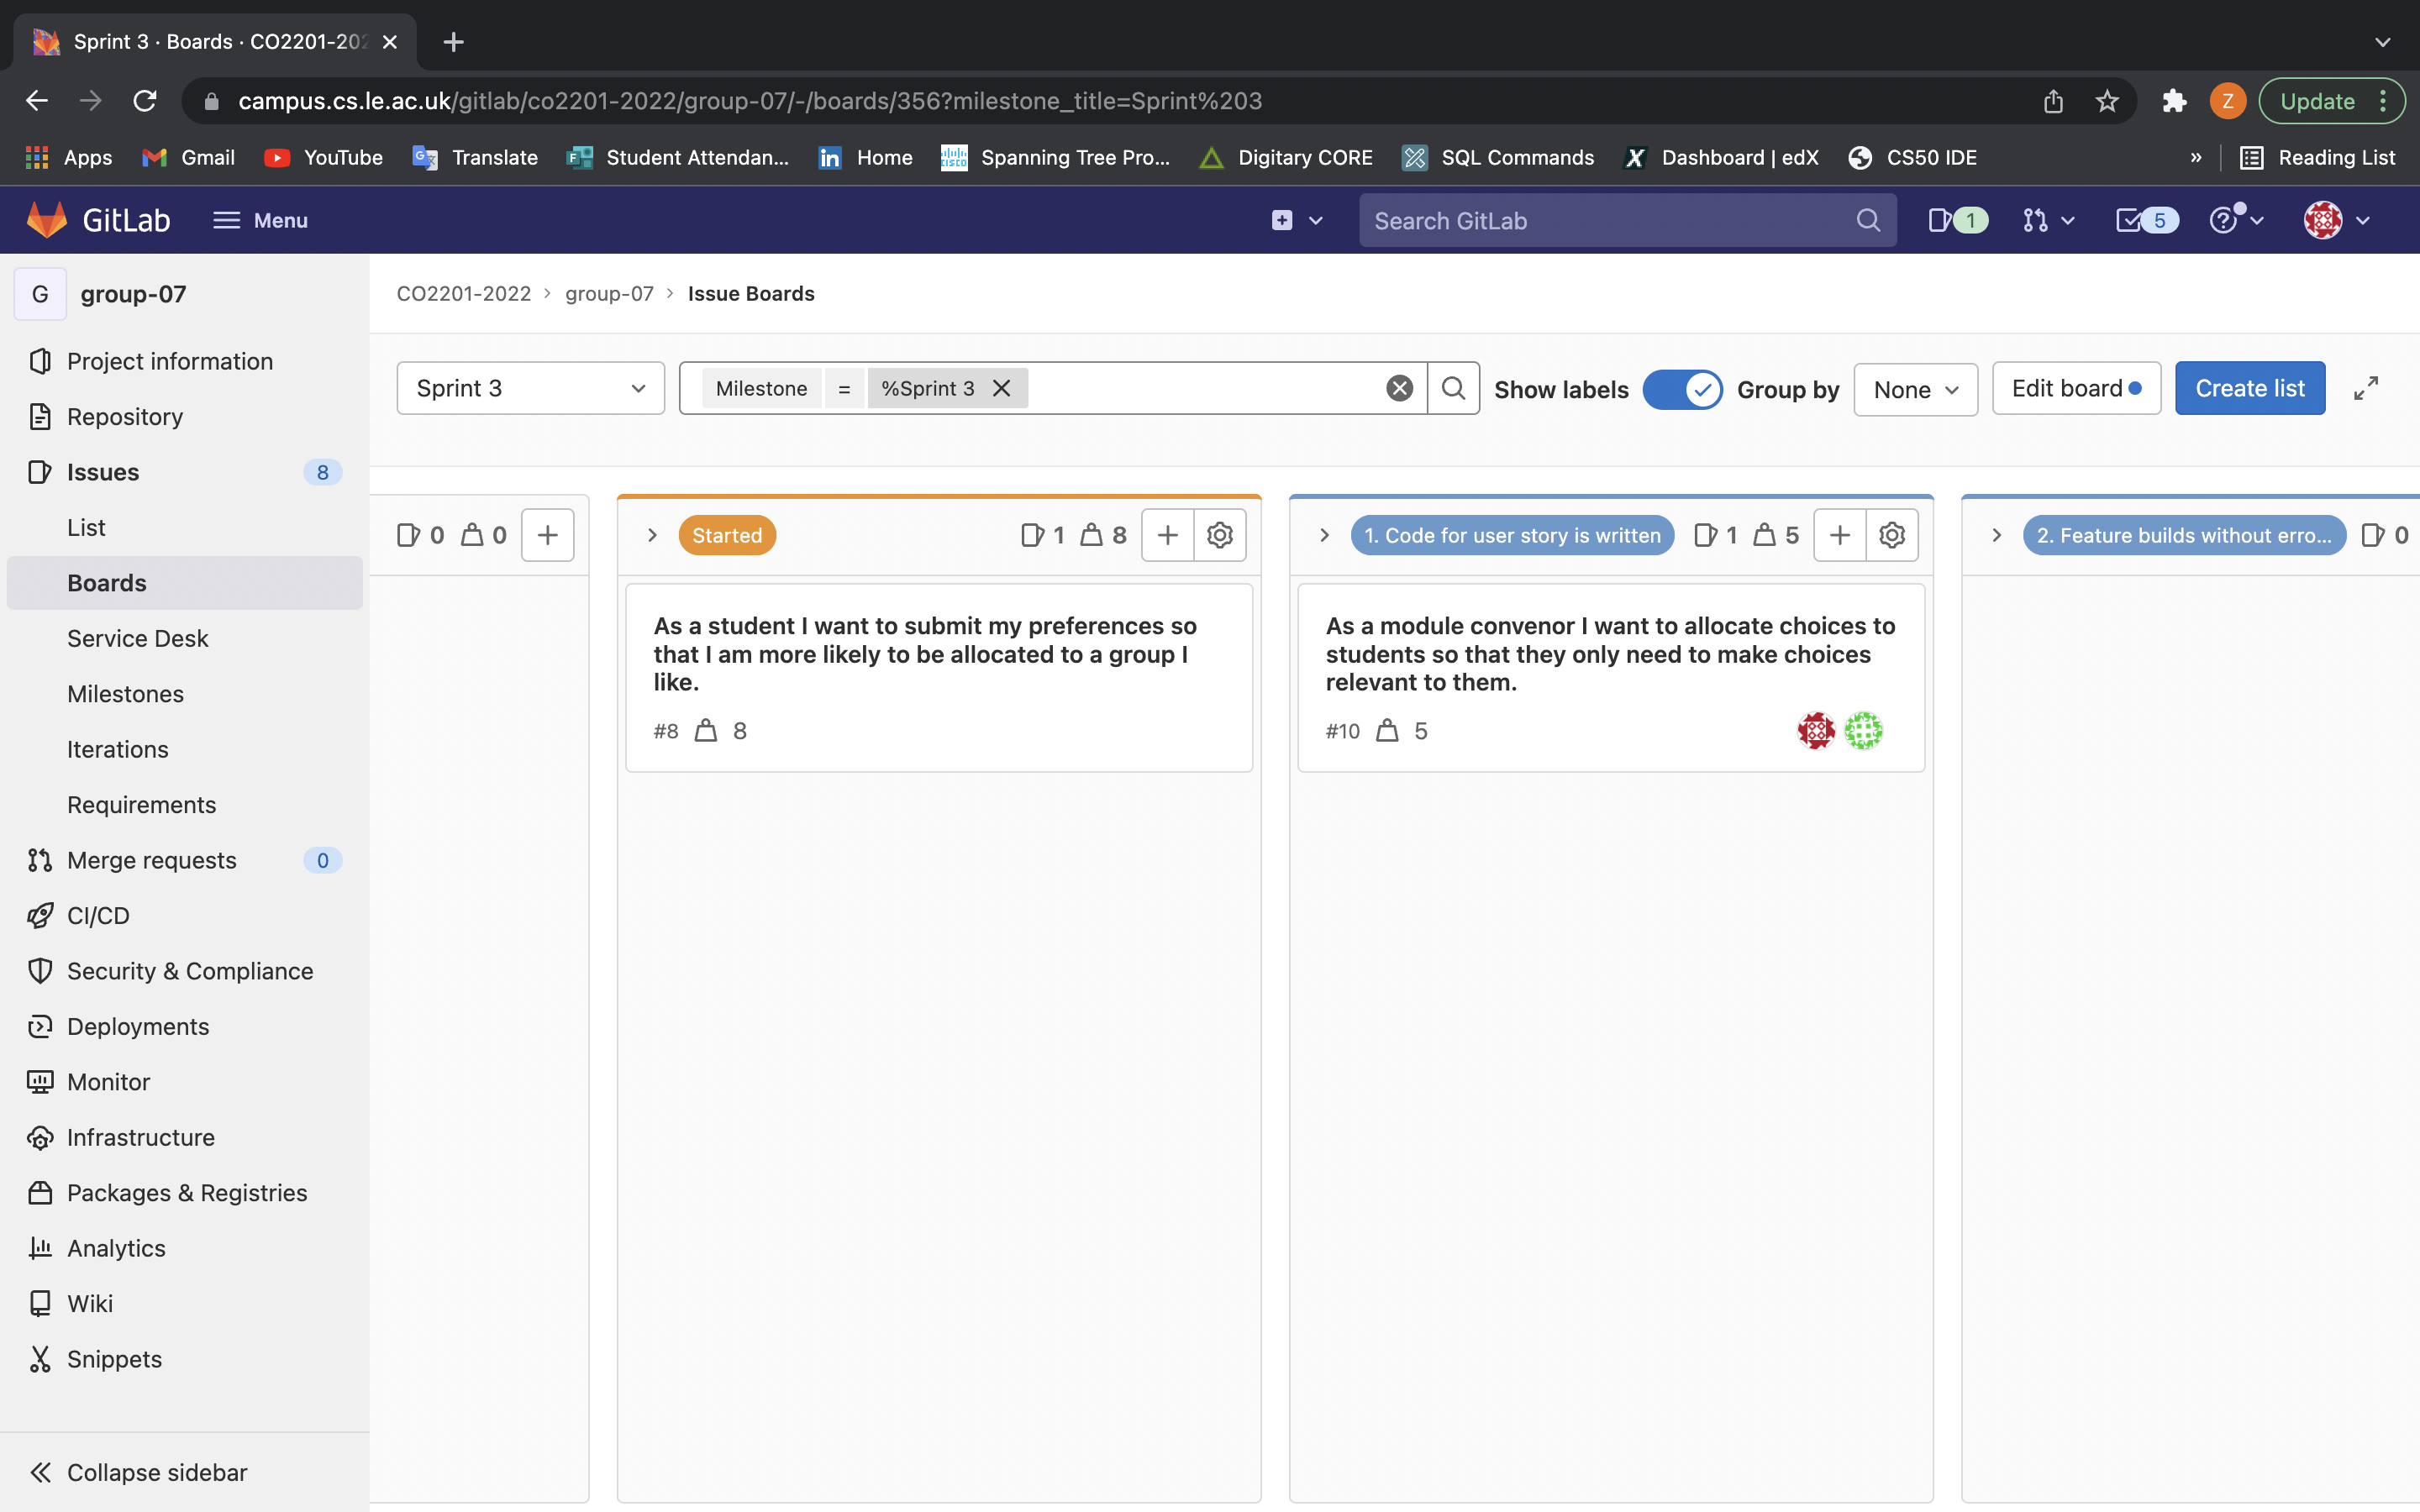 Sprint 3 · Boards · CO2201-202
campus.cs.le.ac.uk/gitlab/co2201-2022/group-07/-/boards/356?milestone_title=Sprint%203
Z
Update
Apps
Gmail
YouTube
Translate
Student Attendan...
Home
Spanning Tree Pro...
Digitary CORE
SQL Commands
Dashboard | edX
CS50 IDE
»
Reading List
GitLab
Menu
Search GitLab
1
5
G group-07
CO2201-2022 > group-07 > Issue Boards
Project information
Repository
Issues 8
List
Boards
Service Desk
Milestones
Iterations
Requirements
Merge requests 0
CI/CD
Security & Compliance
Deployments
Monitor
Infrastructure
Packages & Registries
Analytics
Wiki
Snippets
Collapse sidebar
Sprint 3
Milestone = %Sprint 3
Show labels
Group by
None
Edit board
Create list
0 0
Started 1 8
As a student I want to submit my preferences so
that I am more likely to be allocated to a group I
like.
#8 8
1. Code for user story is written 1 5
As a module convenor I want to allocate choices to
students so that they only need to make choices
relevant to them.
#10 5
2. Feature builds without erro... 0